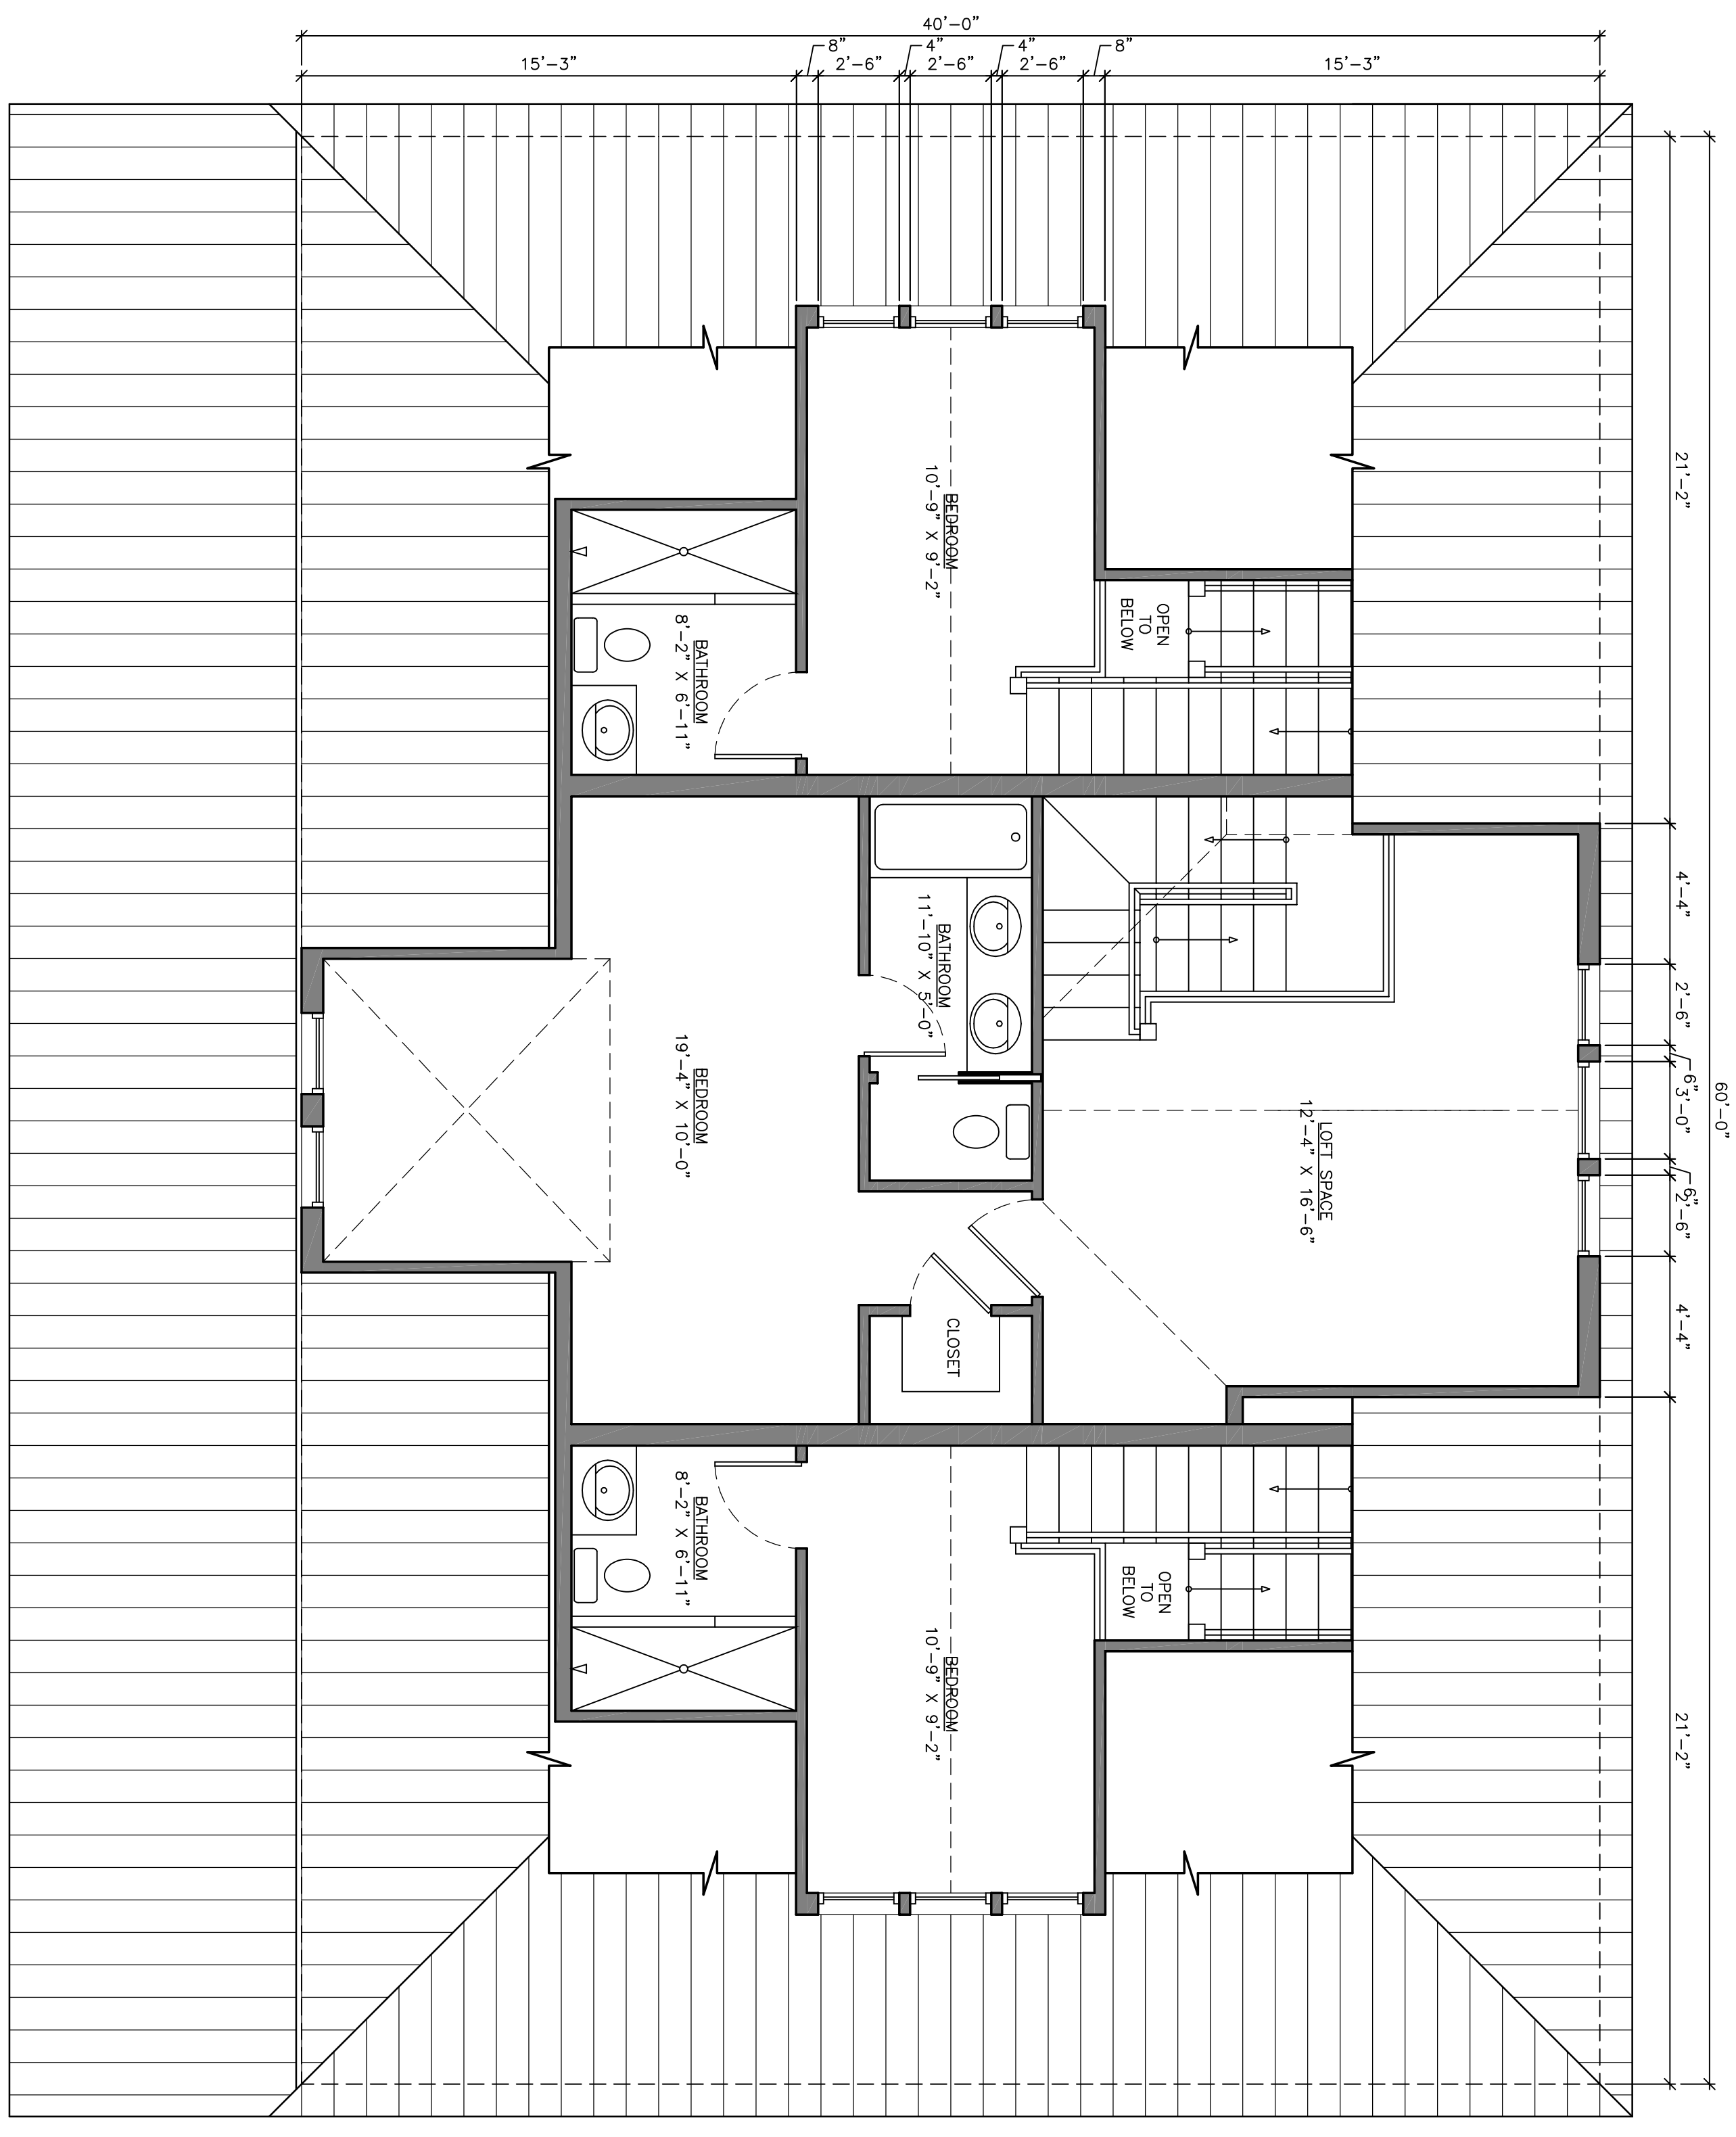 40'-0"
8"
4"
4"
8"
15'-3"
2'-6"
2'-6"
2'-6"
15'-3"
60'-0"
21'-2"
4'-4"
2'-6"
6"
3'-0"
6"
2'-6"
4'-4"
21'-2"
BEDROOM
10'-9" X 9'-2"
OPEN
TO
BELOW
BATHROOM
8'-2" X 6'-11"
BATHROOM
11'-10" X 5'-0"
BEDROOM
19'-4" X 10'-0"
LOFT SPACE
12'-4" X 16'-6"
CLOSET
BATHROOM
8'-2" X 6'-11"
OPEN
TO
BELOW
BEDROOM
10'-9" X 9'-2"